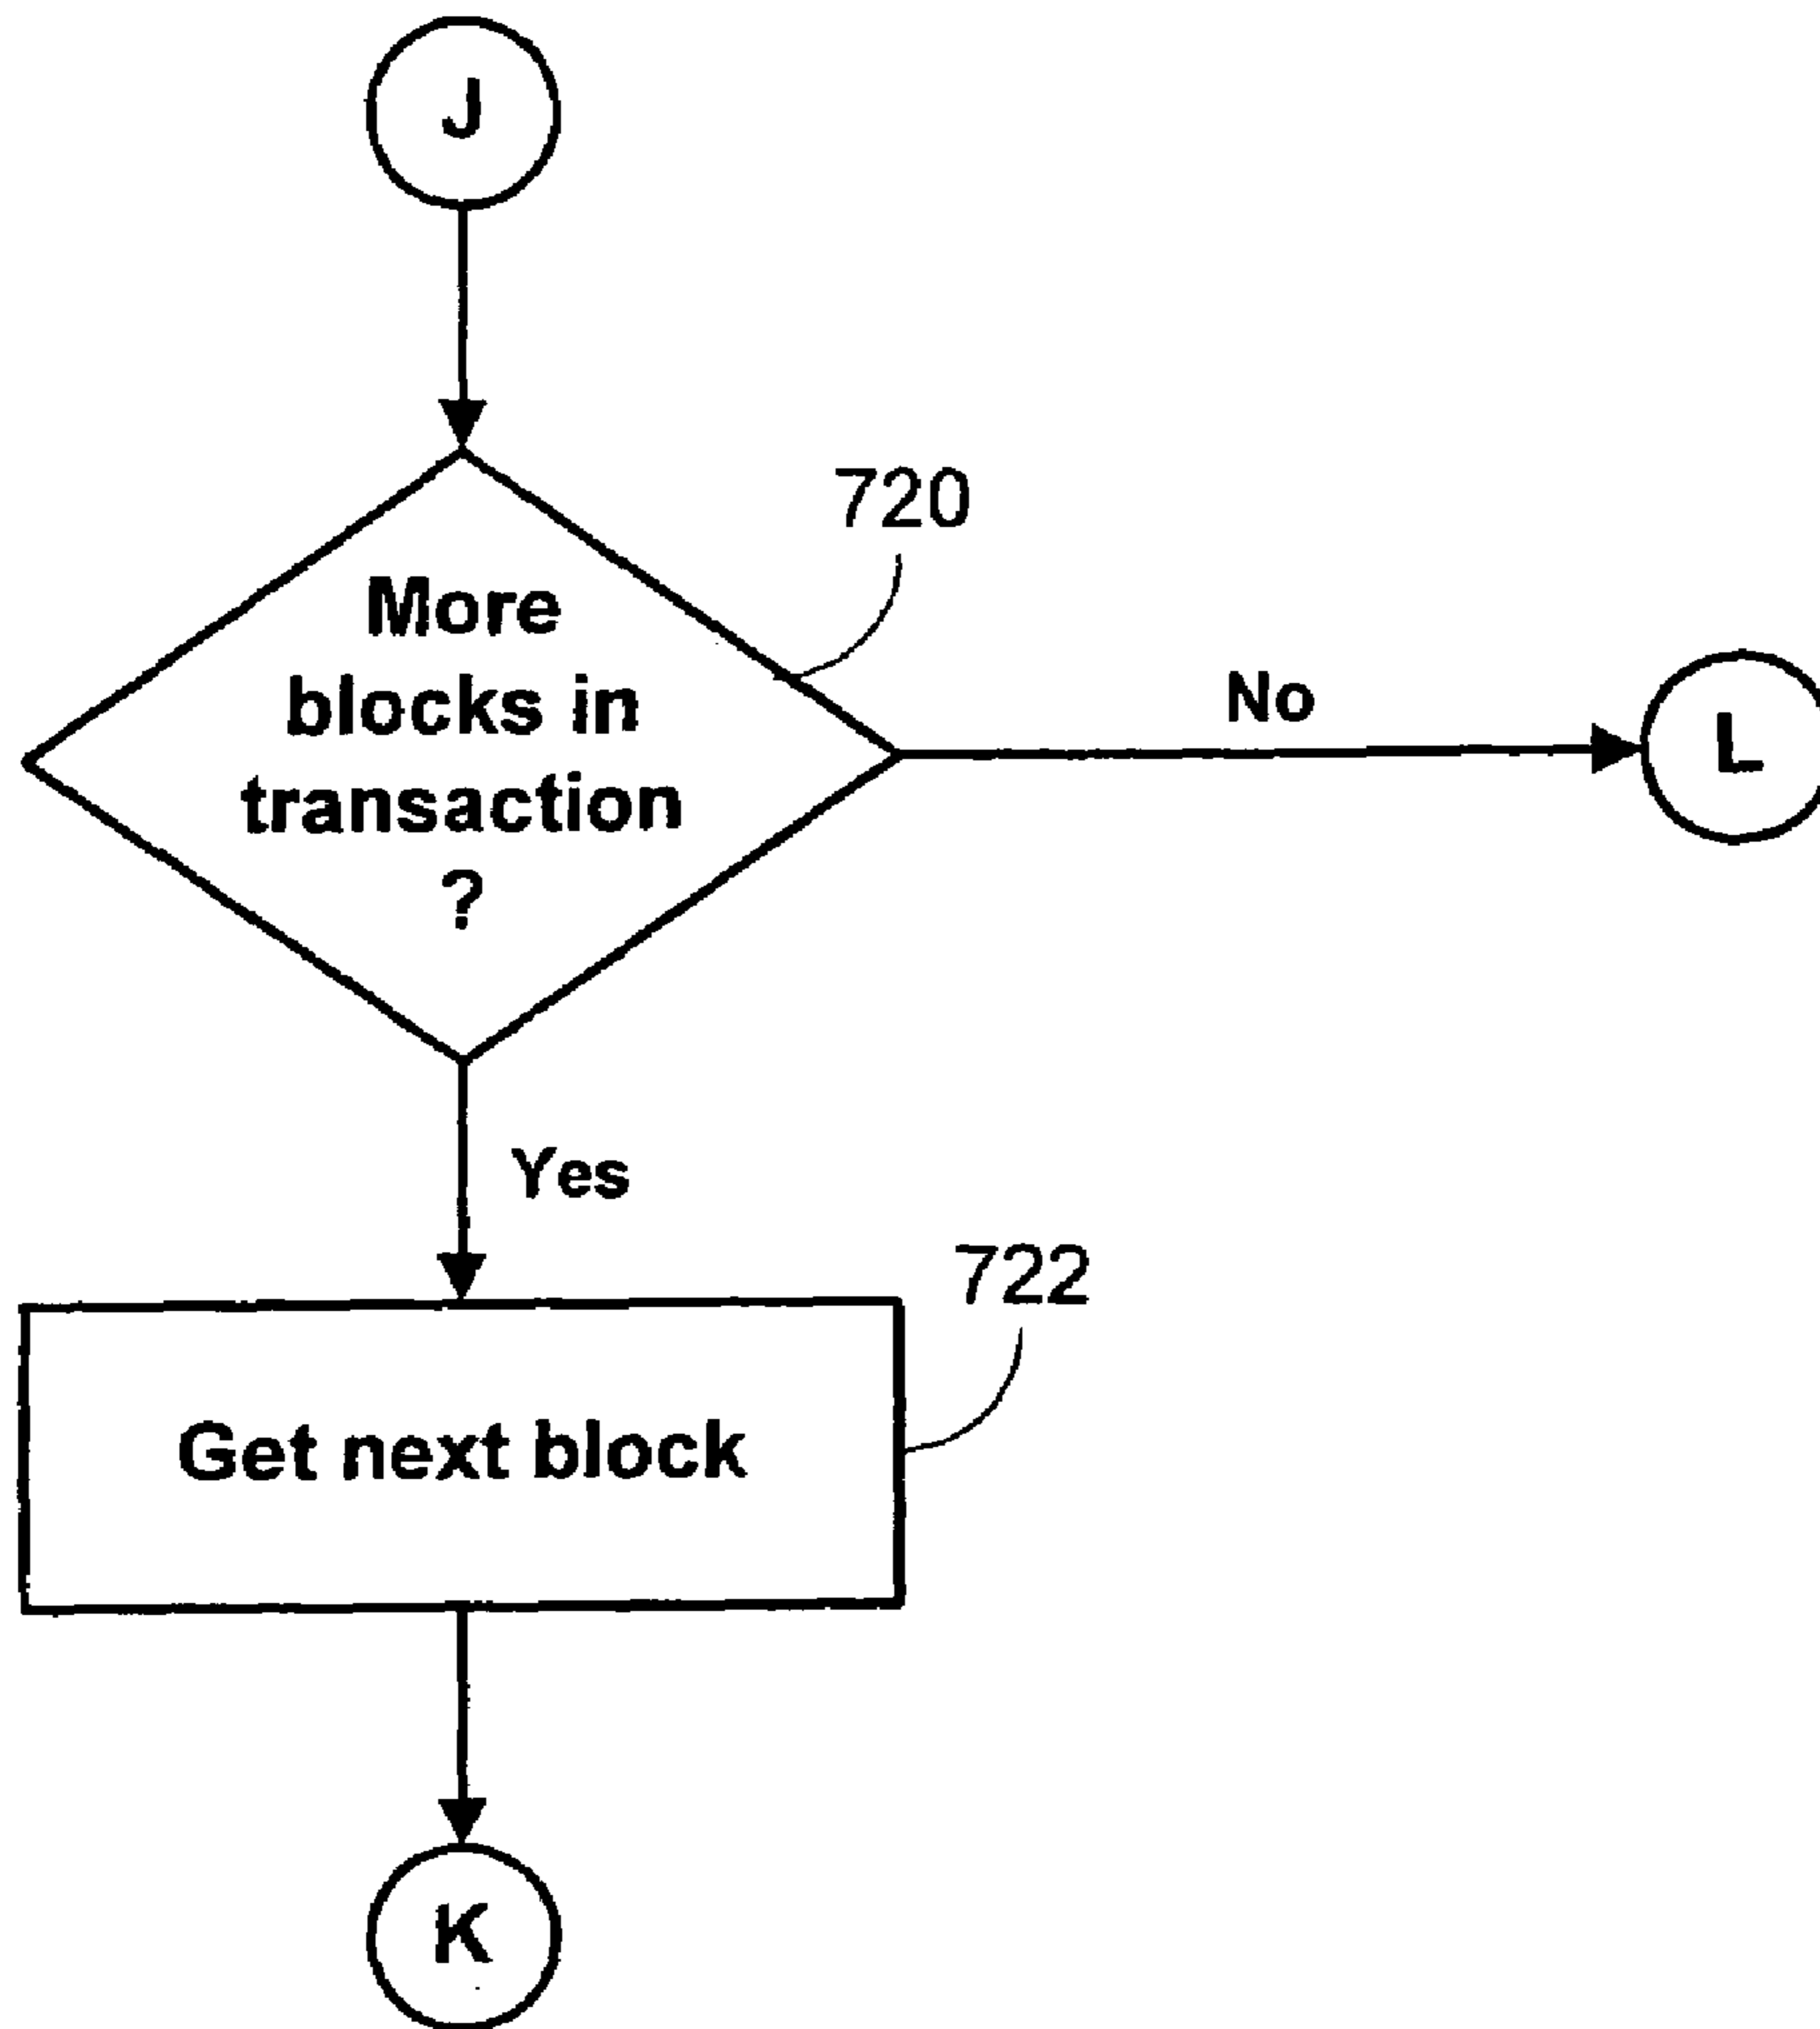 J
720
More
blocks in
transaction
?
No
L
Yes
722
Get next block
K